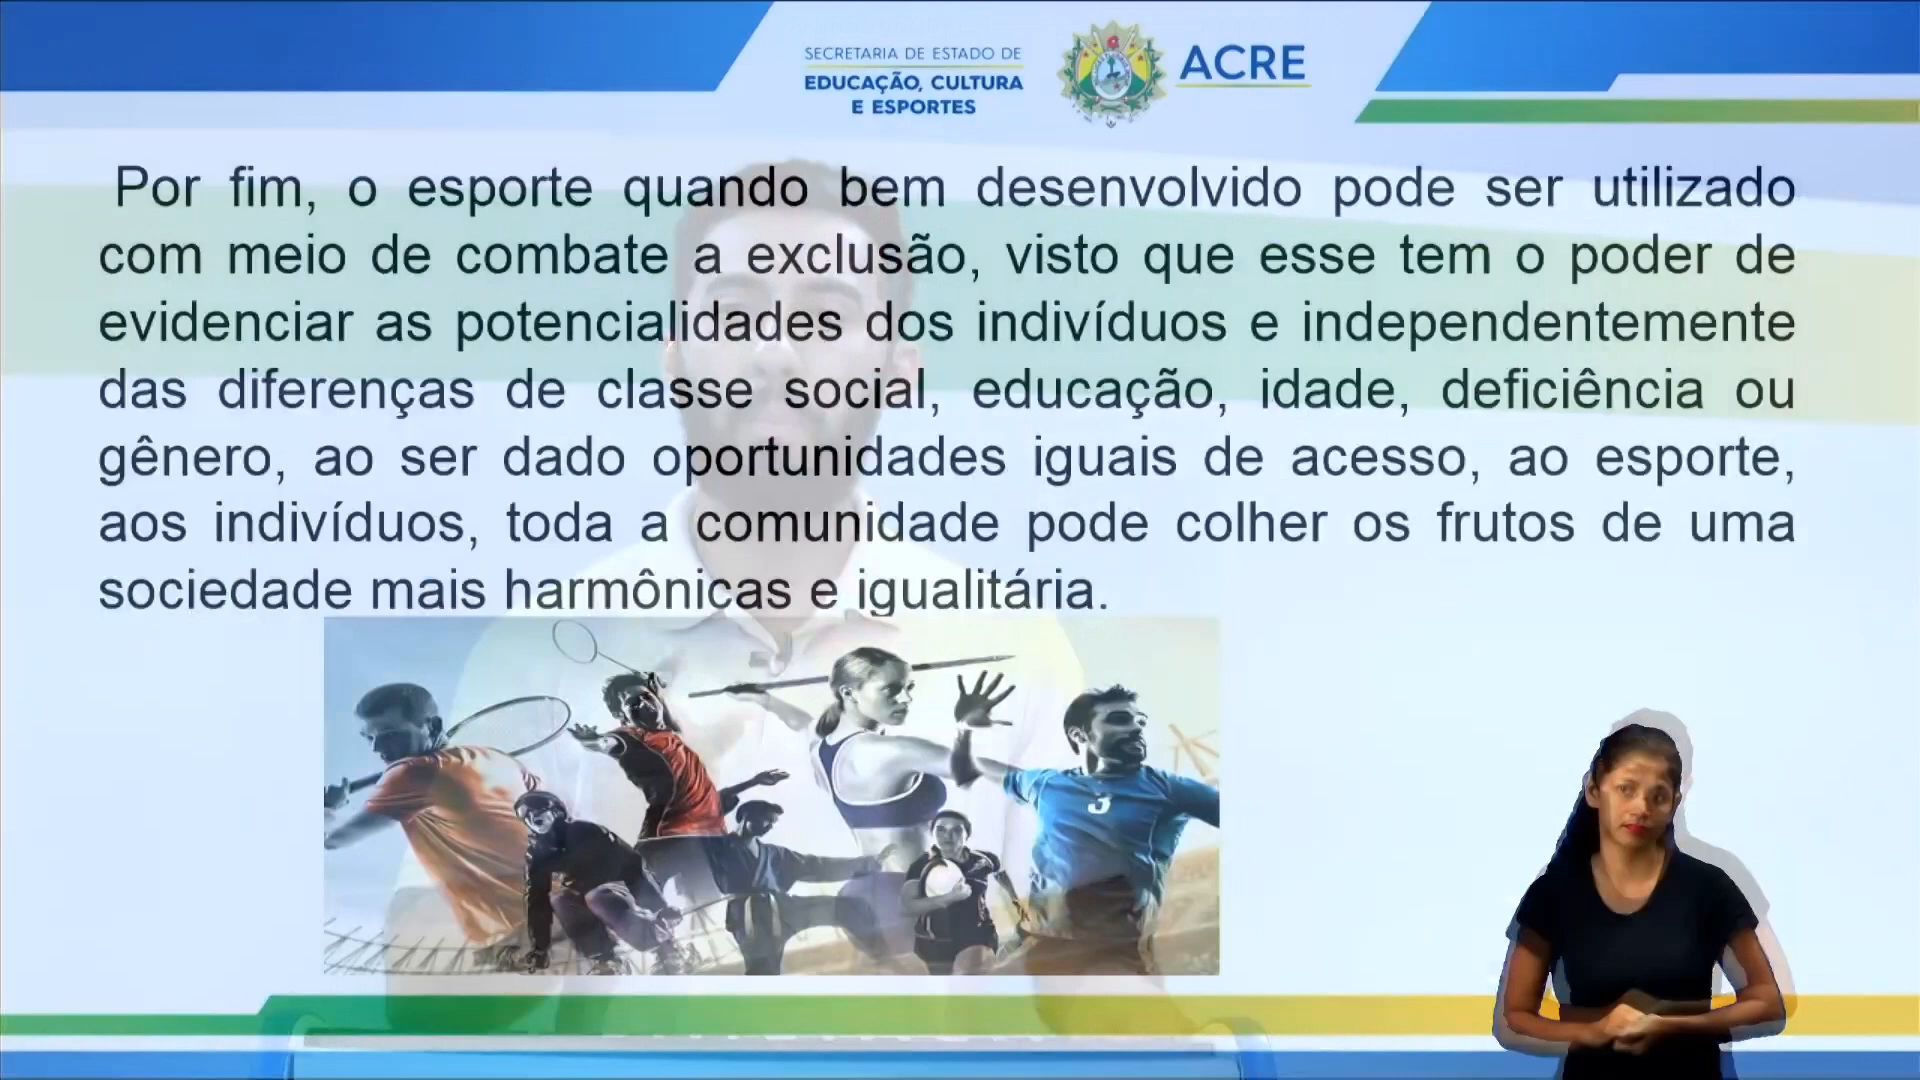 SECRETARIA DE ESTADO DE
EDUCAÇÃO, CULTURA
E ESPORTES
ACRE
Por fim, o esporte quando bem desenvolvido pode ser utilizado
com meio de combate a exclusão, visto que esse tem o poder de
evidenciar as potencialidades dos indivíduos e independentemente
das diferenças de classe social, educação, idade, deficiência ou
gênero, ao ser dado oportunidades iguais de acesso, ao esporte,
aos indivíduos, toda a comunidade pode colher os frutos de uma
sociedade mais harmônicas e igualitária.
3